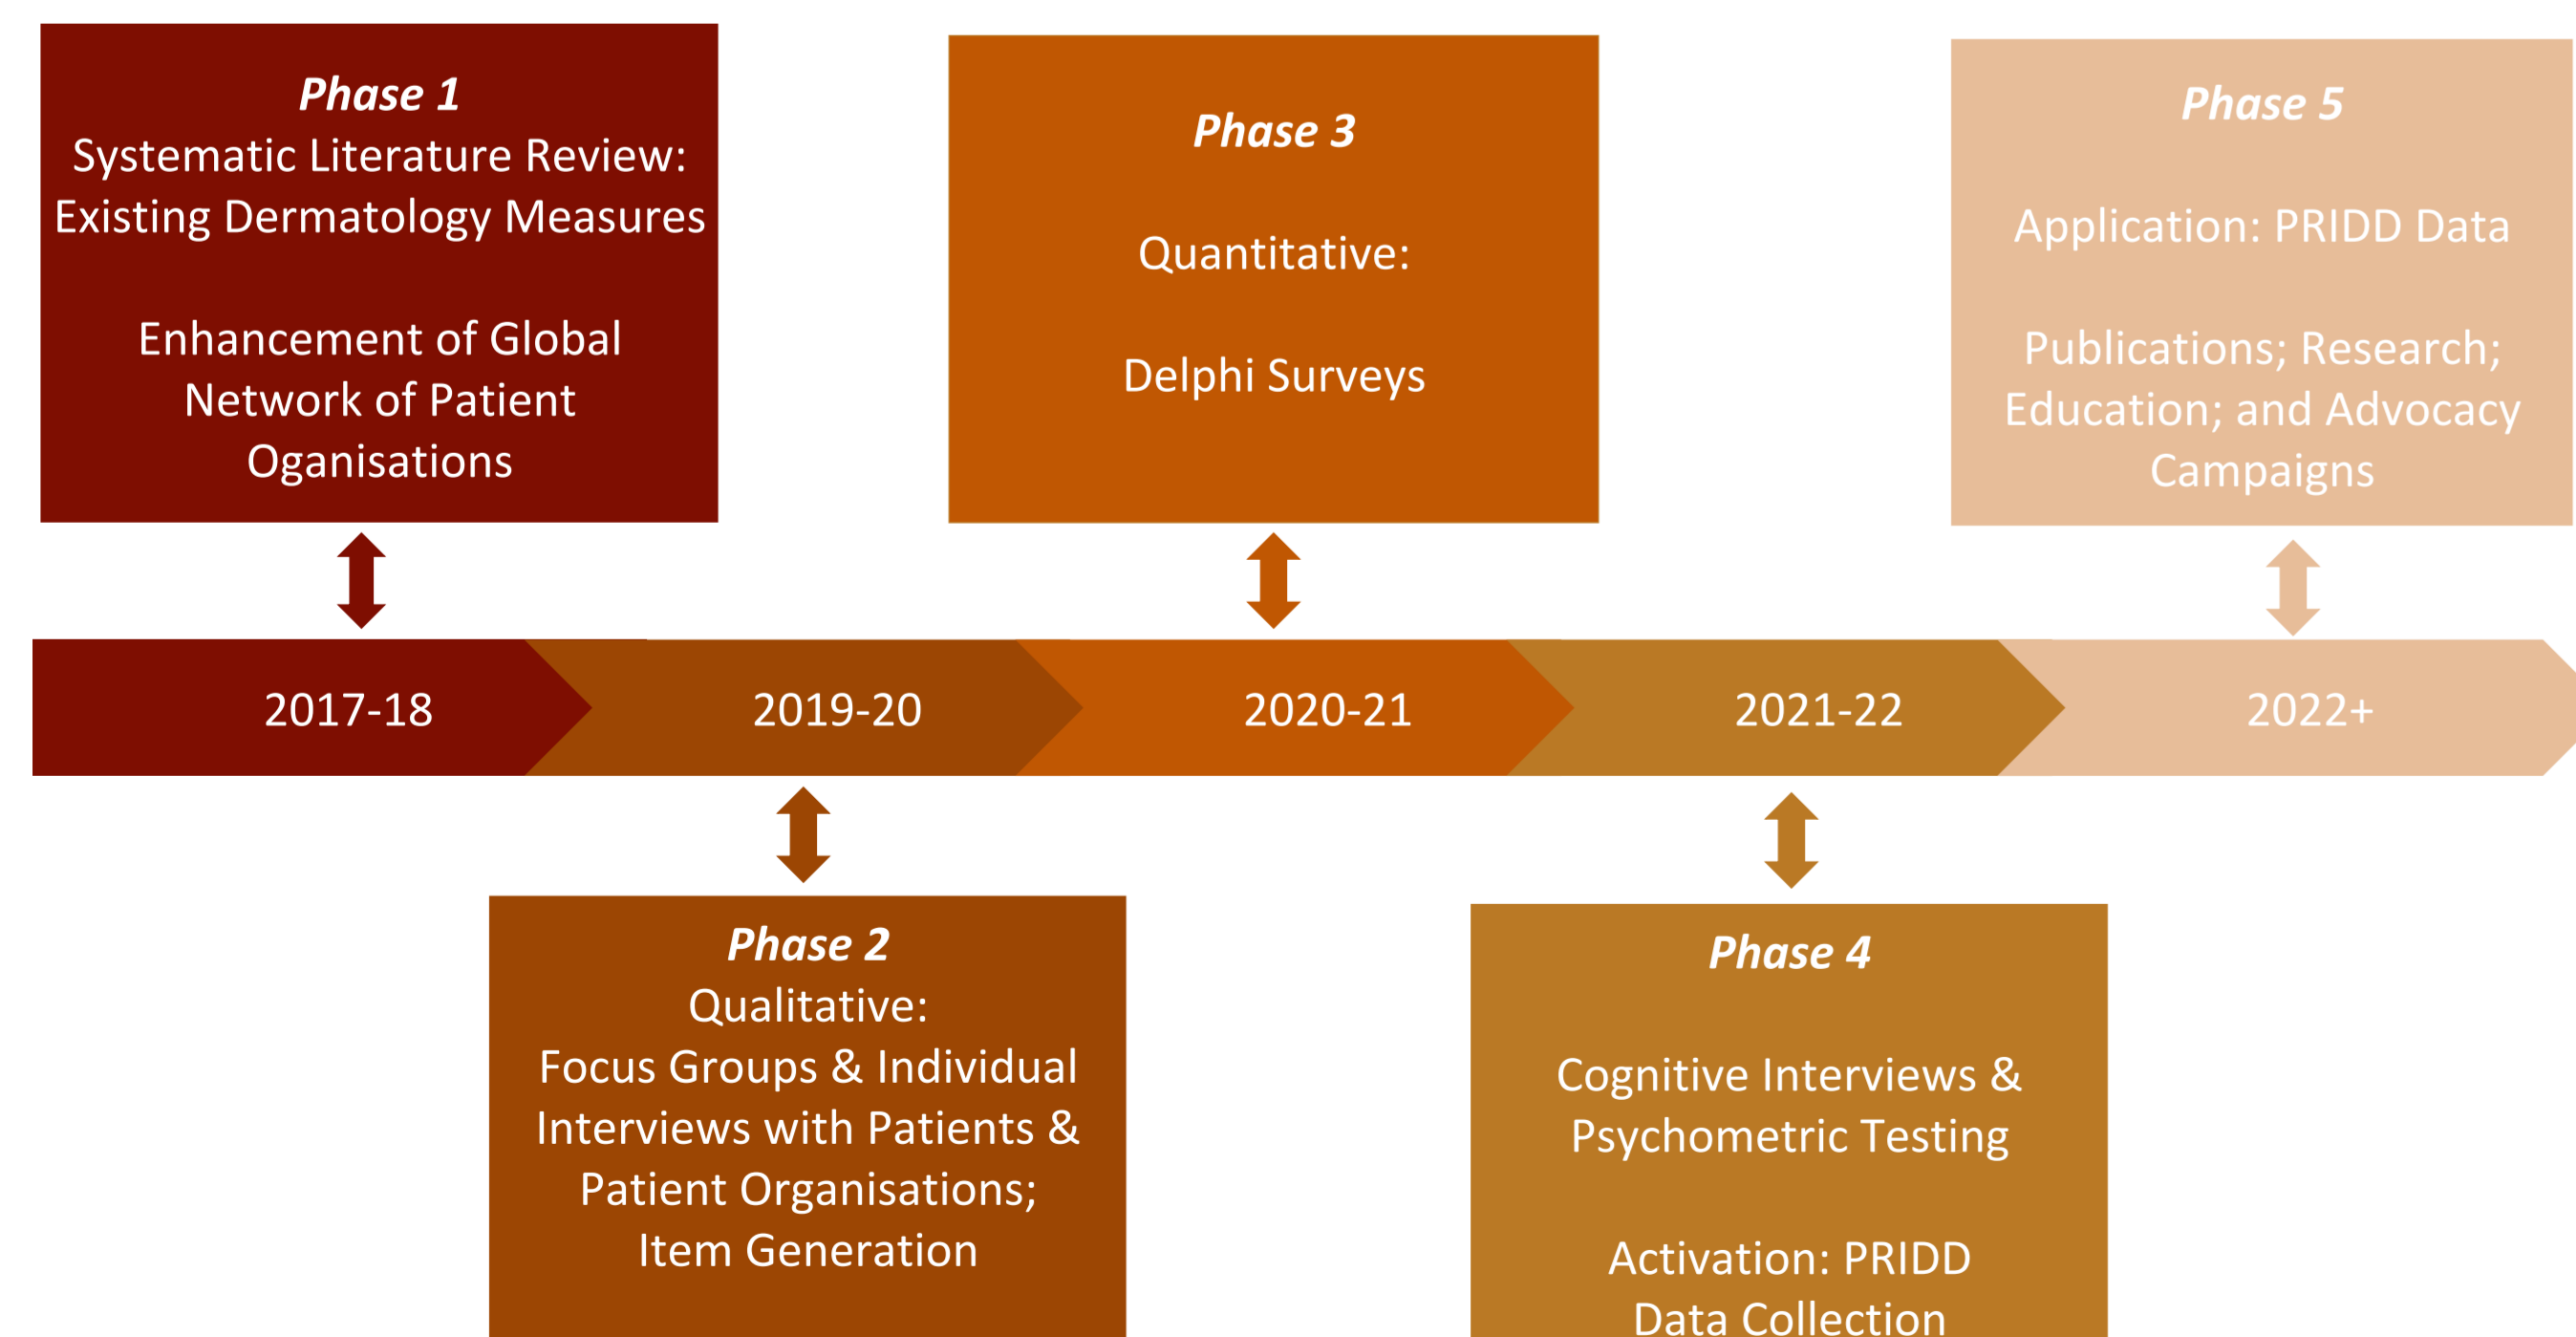 Phase 1
Systematic Literature Review:
Existing Dermatology Measures
Enhancement of Global
Network of Patient
Oganisations
Phase 3
Quantitative:
Delphi Surveys
Phase 5
Application: PRIDD Data
Publications; Research;
Education; and Advocacy
Campaigns
2017-18
2019-20
2020-21
2021-22
2022+
Phase 2
Qualitative:
Focus Groups & Individual
Interviews with Patients &
Patient Organisations;
Item Generation
Phase 4
Cognitive Interviews &
Psychometric Testing
Activation: PRIDD
Data Collection